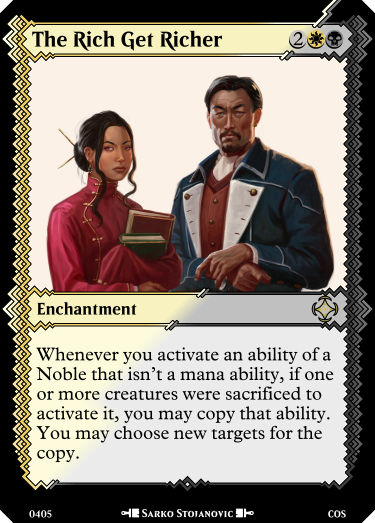 The Rich Get Richer 2
Enchantment
Whenever you activate an ability of a
Noble that isn't a mana ability, if one
or more creatures were sacrificed to
activate it, you may copy that ability.
You may choose new targets for the
copy.
0405 Sarko Stojanovic COS